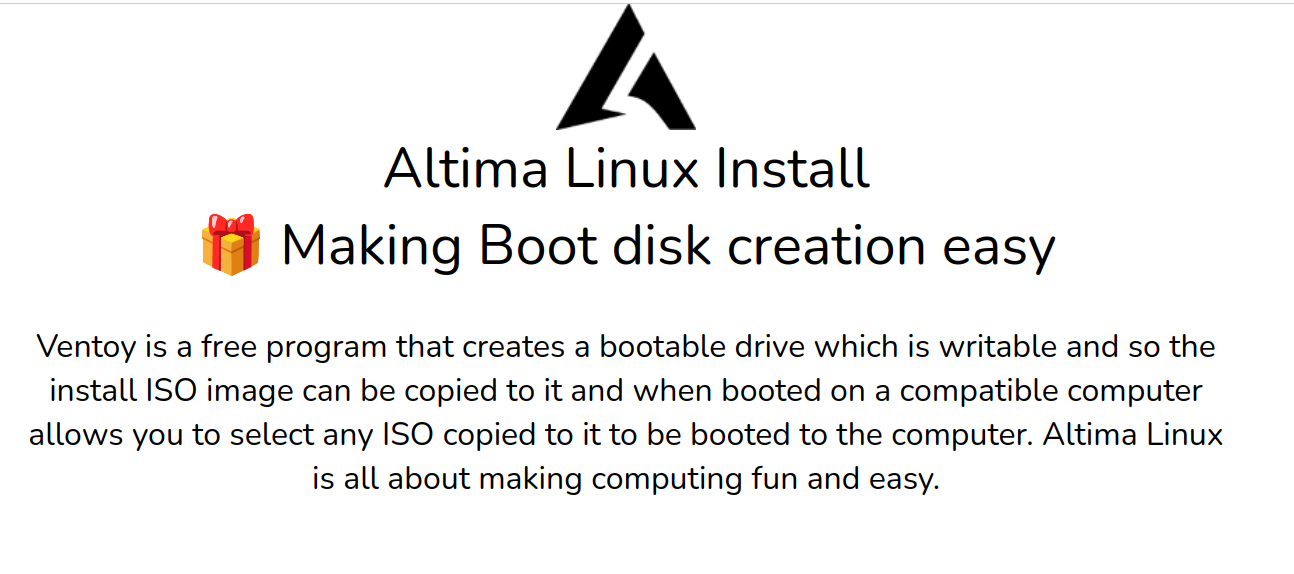 Altima Linux Install
🎁 Making Boot disk creation easy
Ventoy is a free program that creates a bootable drive which is writable and so the
install ISO image can be copied to it and when booted on a compatible computer
allows you to select any ISO copied to it to be booted to the computer. Altima Linux
is all about making computing fun and easy.